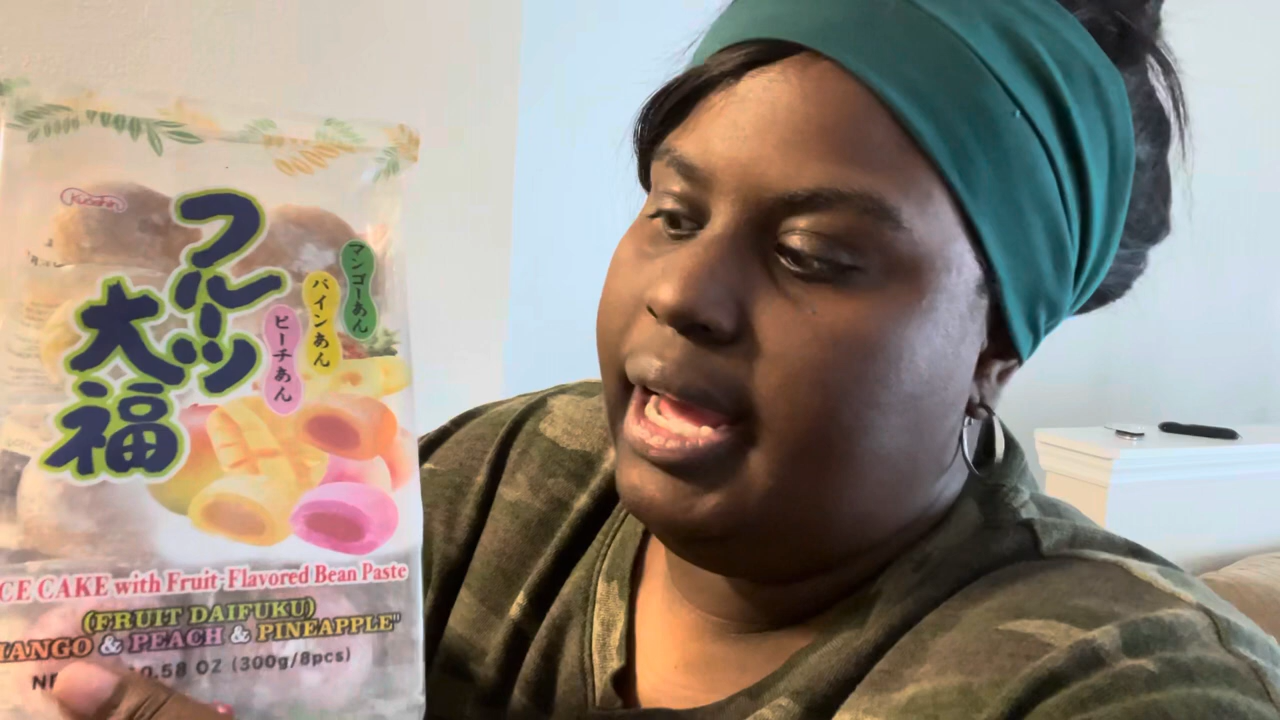 Kuoshin
フルーツ
大福
マンゴーあん
パインあん
ピーチあん
CE CAKE with Fruit-Flavored Bean Paste
(FRUIT DAIFUKU)
MANGO & PEACH & PINEAPPLE"
0.58 OZ (300g/8pcs)